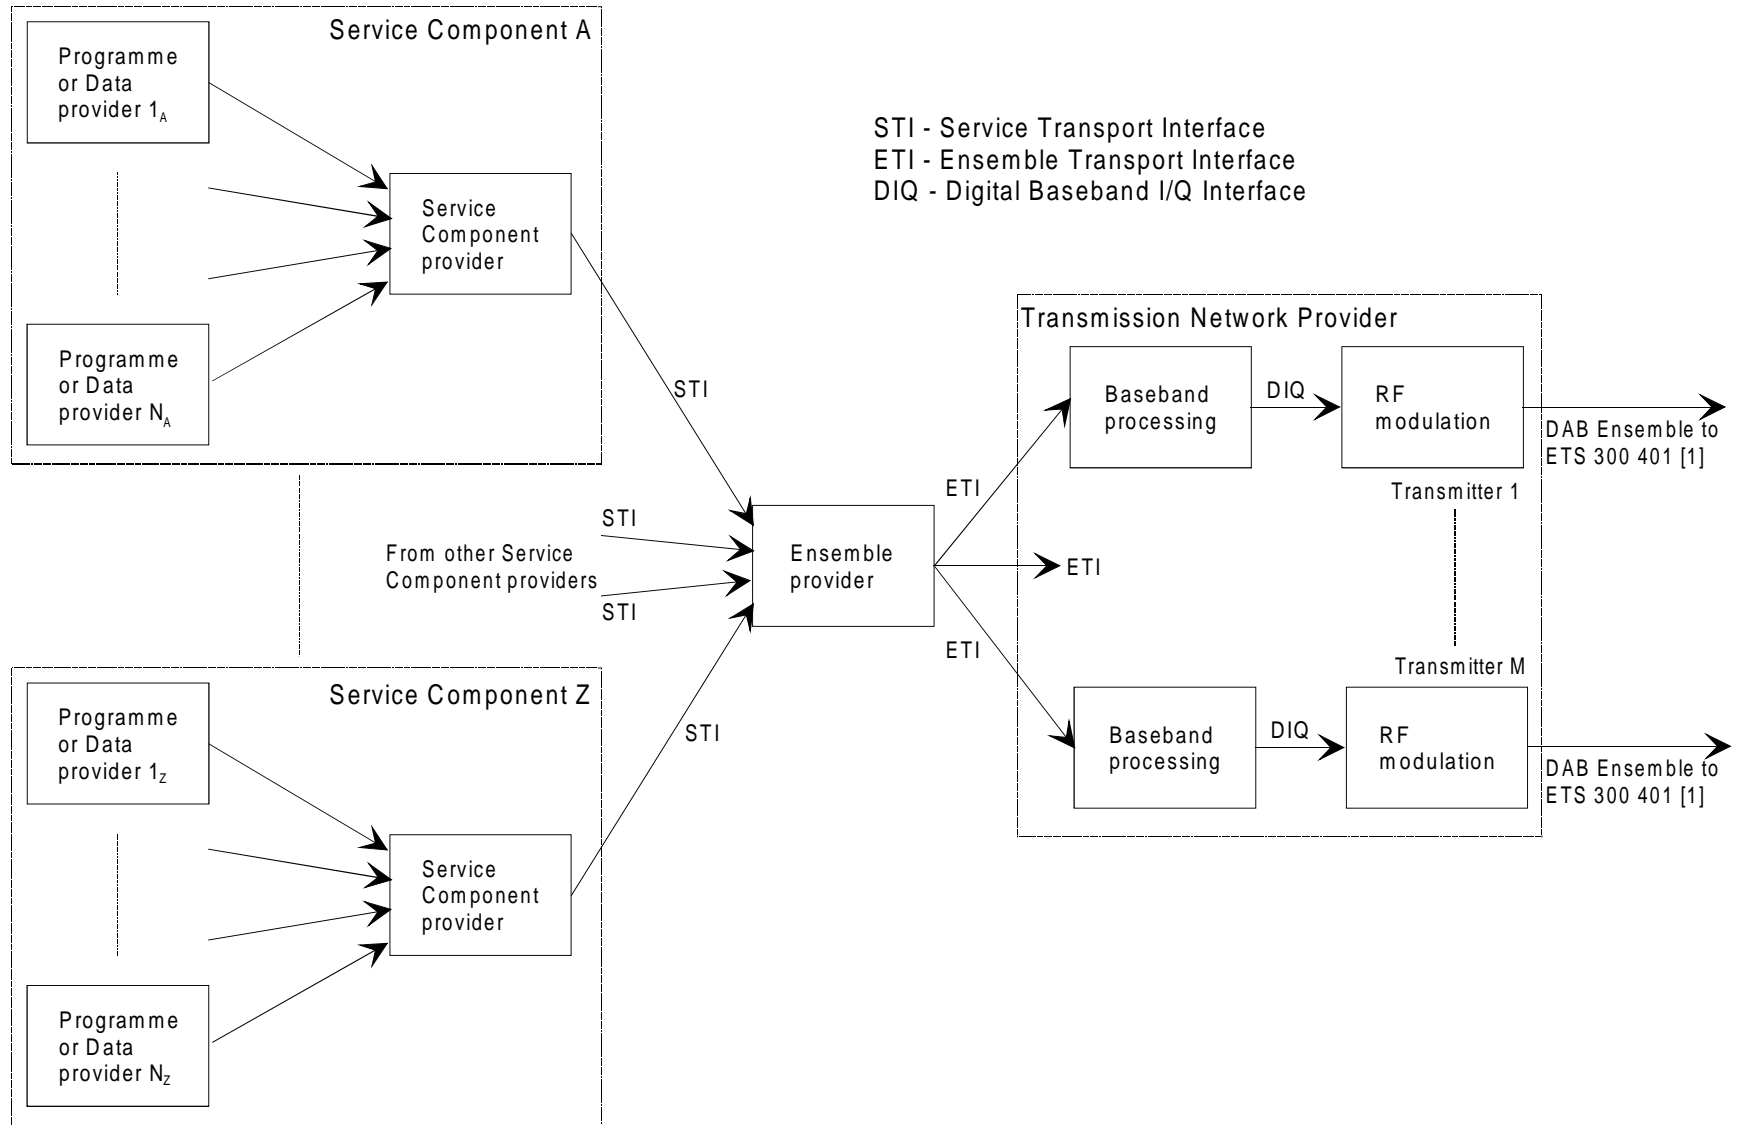 Service Component A
Programme
or Data
provider 1A
Service
Component
provider
Programme
or Data
provider NA
STI - Service Transport Interface
ETI - Ensemble Transport Interface
DIQ - Digital Baseband I/Q Interface
STI
STI
From other Service
Component providers
STI
Ensemble
provider
ETI
ETI
ETI
Transmission Network Provider
Baseband
processing
DIQ
RF
modulation
DAB Ensemble to
ETS 300 401 [1]
Transmitter 1
Transmitter M
Baseband
processing
DIQ
RF
modulation
DAB Ensemble to
ETS 300 401 [1]
Service Component Z
Programme
or Data
provider 1Z
STI
Service
Component
provider
Programme
or Data
provider NZ